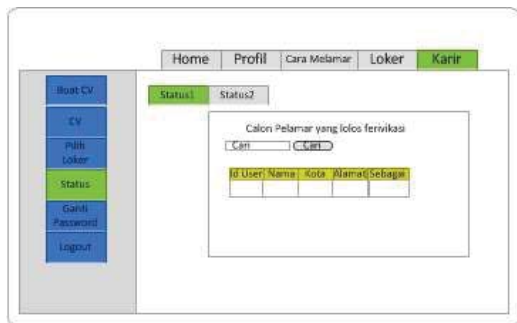 Home Profil Cara Melamar Loker Karir
Buat CV
CV
Pilih
Loker
Status
Ganti
Password
Logout
Status1 Status2
Calon Pelamar yang lolos ferivikasi
Cari Cari
Id User Nama Kota Alamat Sebagai